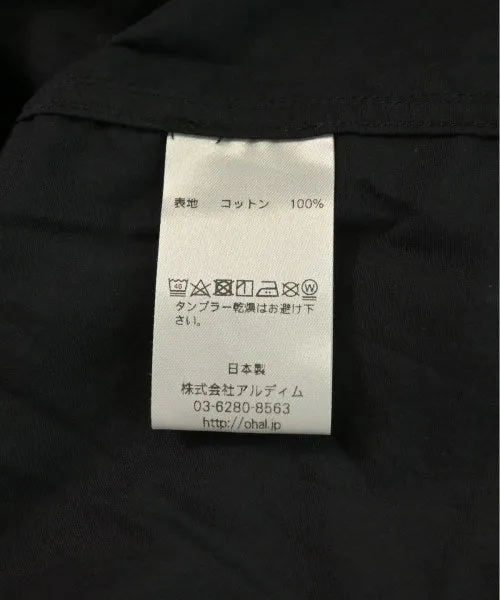 表地 コットン 100%
40 W
タンブラー乾燥はお避け下
さい。
日本製
株式会社アルディム
03-6280-8563
http://ohal.jp